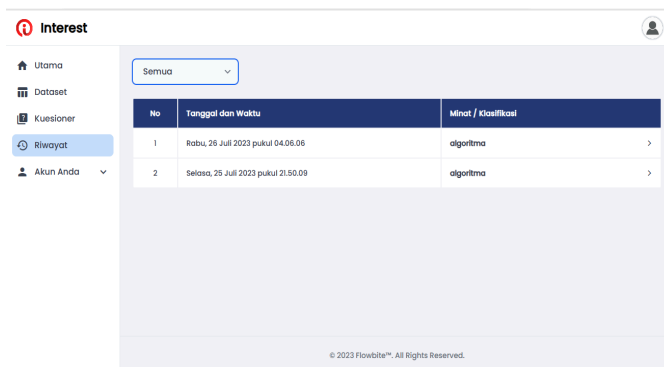 Interest
Utama
Dataset
Kuesioner
Riwayat
Akun Anda
Semua
No Tanggal dan Waktu Minat / Klasifikasi
1 Rabu, 26 Juli 2023 pukul 04.06.06 algoritma
2 Selasa, 25 Juli 2023 pukul 21.50.09 algoritma
© 2023 Flowbite™. All Rights Reserved.